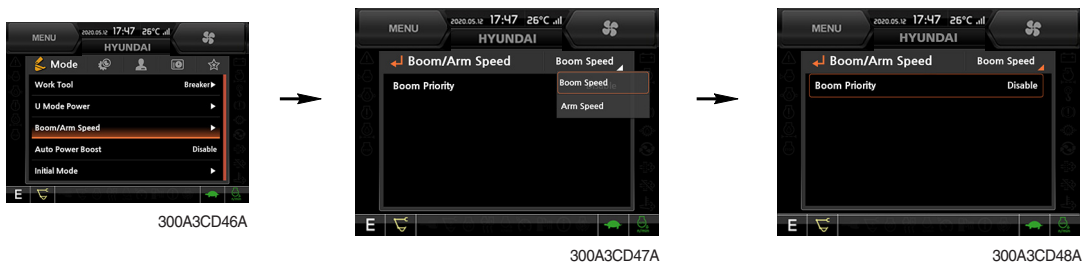 MENU
2020.05.12 17:47 26°C
HYUNDAI
Mode
Work Tool Breaker▶
U Mode Power ▶
Boom/Arm Speed ▶
Auto Power Boost Disable
Initial Mode ▶
E
300A3CD46A
MENU
2020.05.12 17:47 26°C
HYUNDAI
Boom/Arm Speed Boom Speed
Boom Priority
Boom Speed
Arm Speed
E
300A3CD47A
MENU
2020.05.12 17:47 26°C
HYUNDAI
Boom/Arm Speed Boom Speed
Boom Priority Disable
E
300A3CD48A